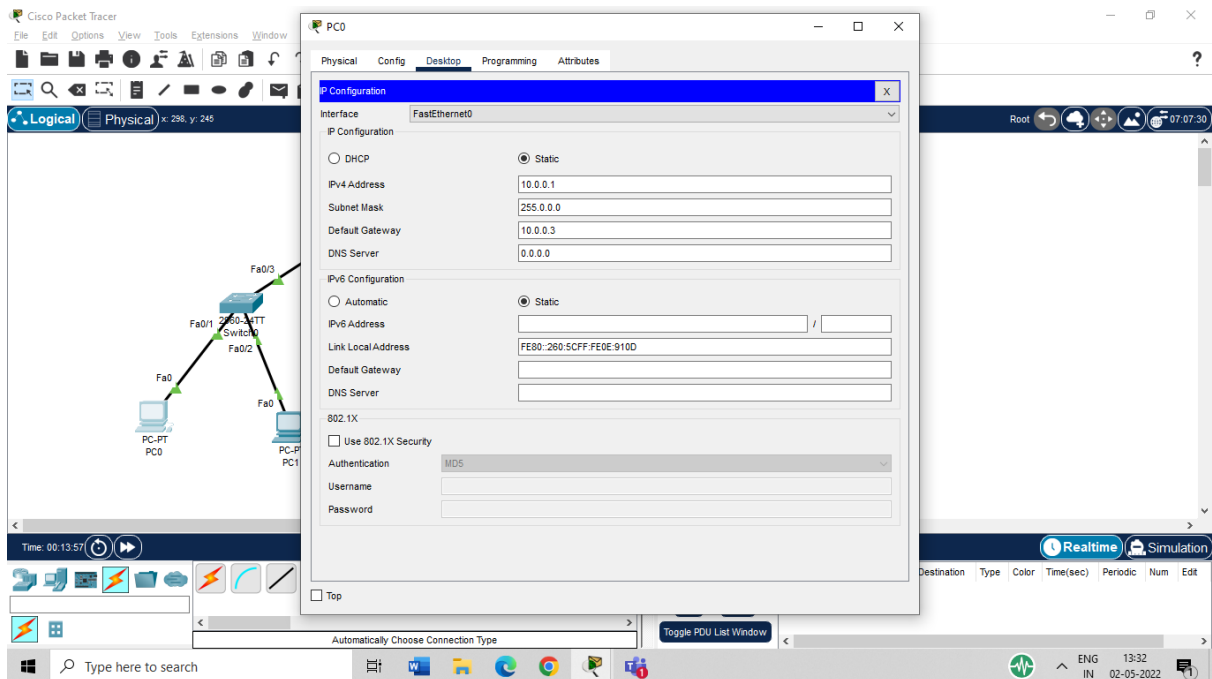 Cisco Packet Tracer
File Edit Options View Tools Extensions Window
?
Logical Physical x: 298, y: 245
Root 07:07:30
Fa0/3
Fa0/1 2960-24TT
Switch0
Fa0/2
Fa0
Fa0
PC-PT
PC0
PC-P
PC1
PC0
Physical Config Desktop Programming Attributes
IP Configuration X
Interface FastEthernet0
IP Configuration
DHCP Static
IPv4 Address 10.0.0.1
Subnet Mask 255.0.0.0
Default Gateway 10.0.0.3
DNS Server 0.0.0.0
IPv6 Configuration
Automatic Static
IPv6 Address /
Link Local Address FE80::260:5CFF:FE0E:910D
Default Gateway
DNS Server
802.1X
Use 802.1X Security
Authentication MD5
Username
Password
Top
Time: 00:13:57
Realtime Simulation
Destination Type Color Time(sec) Periodic Num Edit
Automatically Choose Connection Type
Toggle PDU List Window
Type here to search
ENG
IN
13:32
02-05-2022